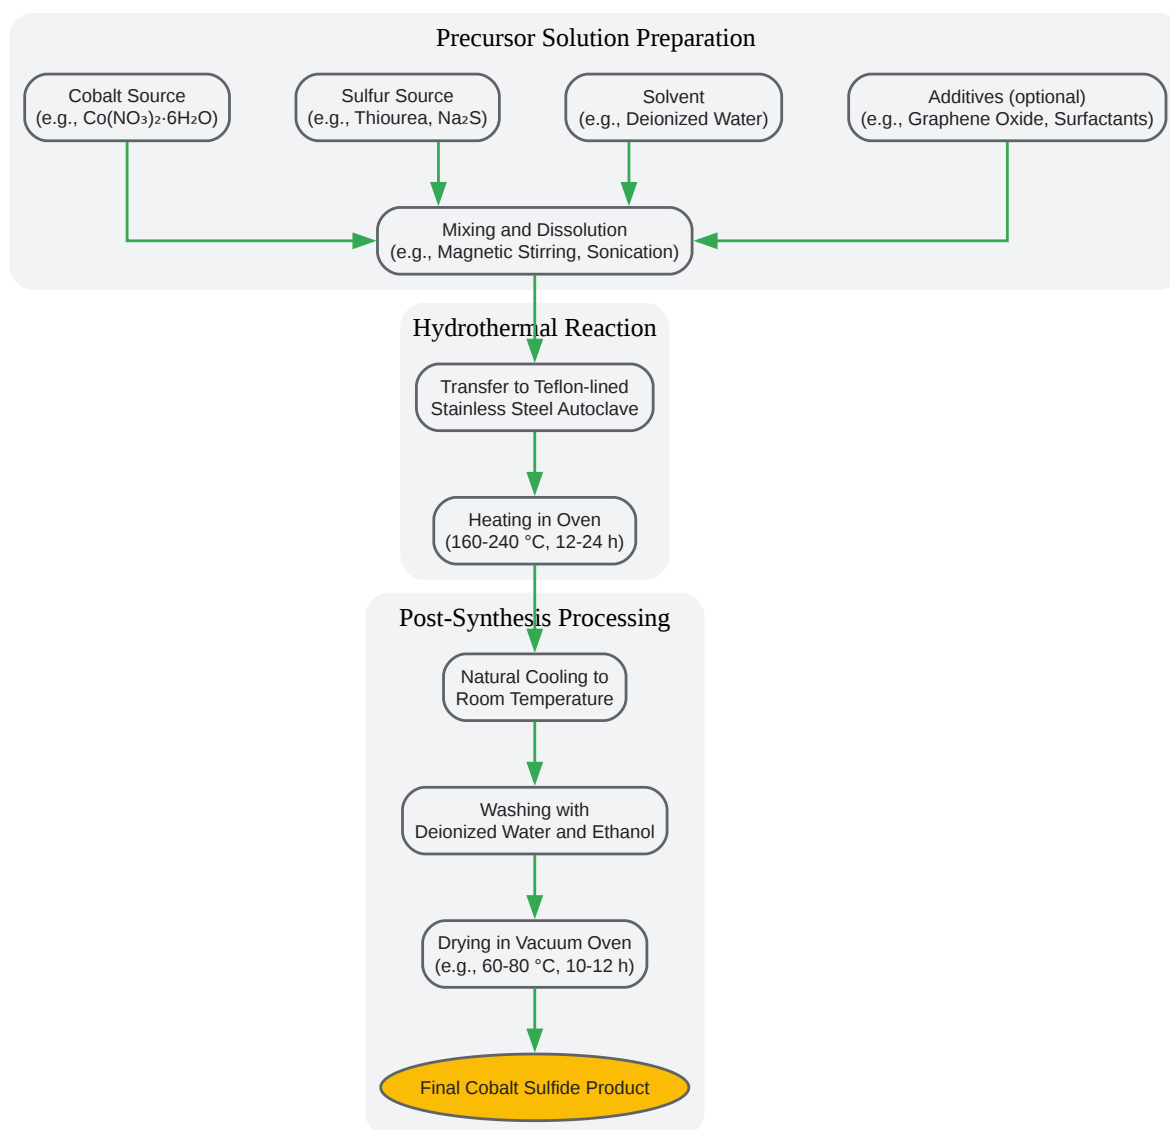 Precursor Solution Preparation
Cobalt Source
(e.g., Co(NO₃)₂·6H₂O)
Sulfur Source
(e.g., Thiourea, Na₂S)
Solvent
(e.g., Deionized Water)
Additives (optional)
(e.g., Graphene Oxide, Surfactants)
Mixing and Dissolution
(e.g., Magnetic Stirring, Sonication)
Hydrothermal Reaction
Transfer to Teflon-lined
Stainless Steel Autoclave
Heating in Oven
(160-240 °C, 12-24 h)
Post-Synthesis Processing
Natural Cooling to
Room Temperature
Washing with
Deionized Water and Ethanol
Drying in Vacuum Oven
(e.g., 60-80 °C, 10-12 h)
Final Cobalt Sulfide Product